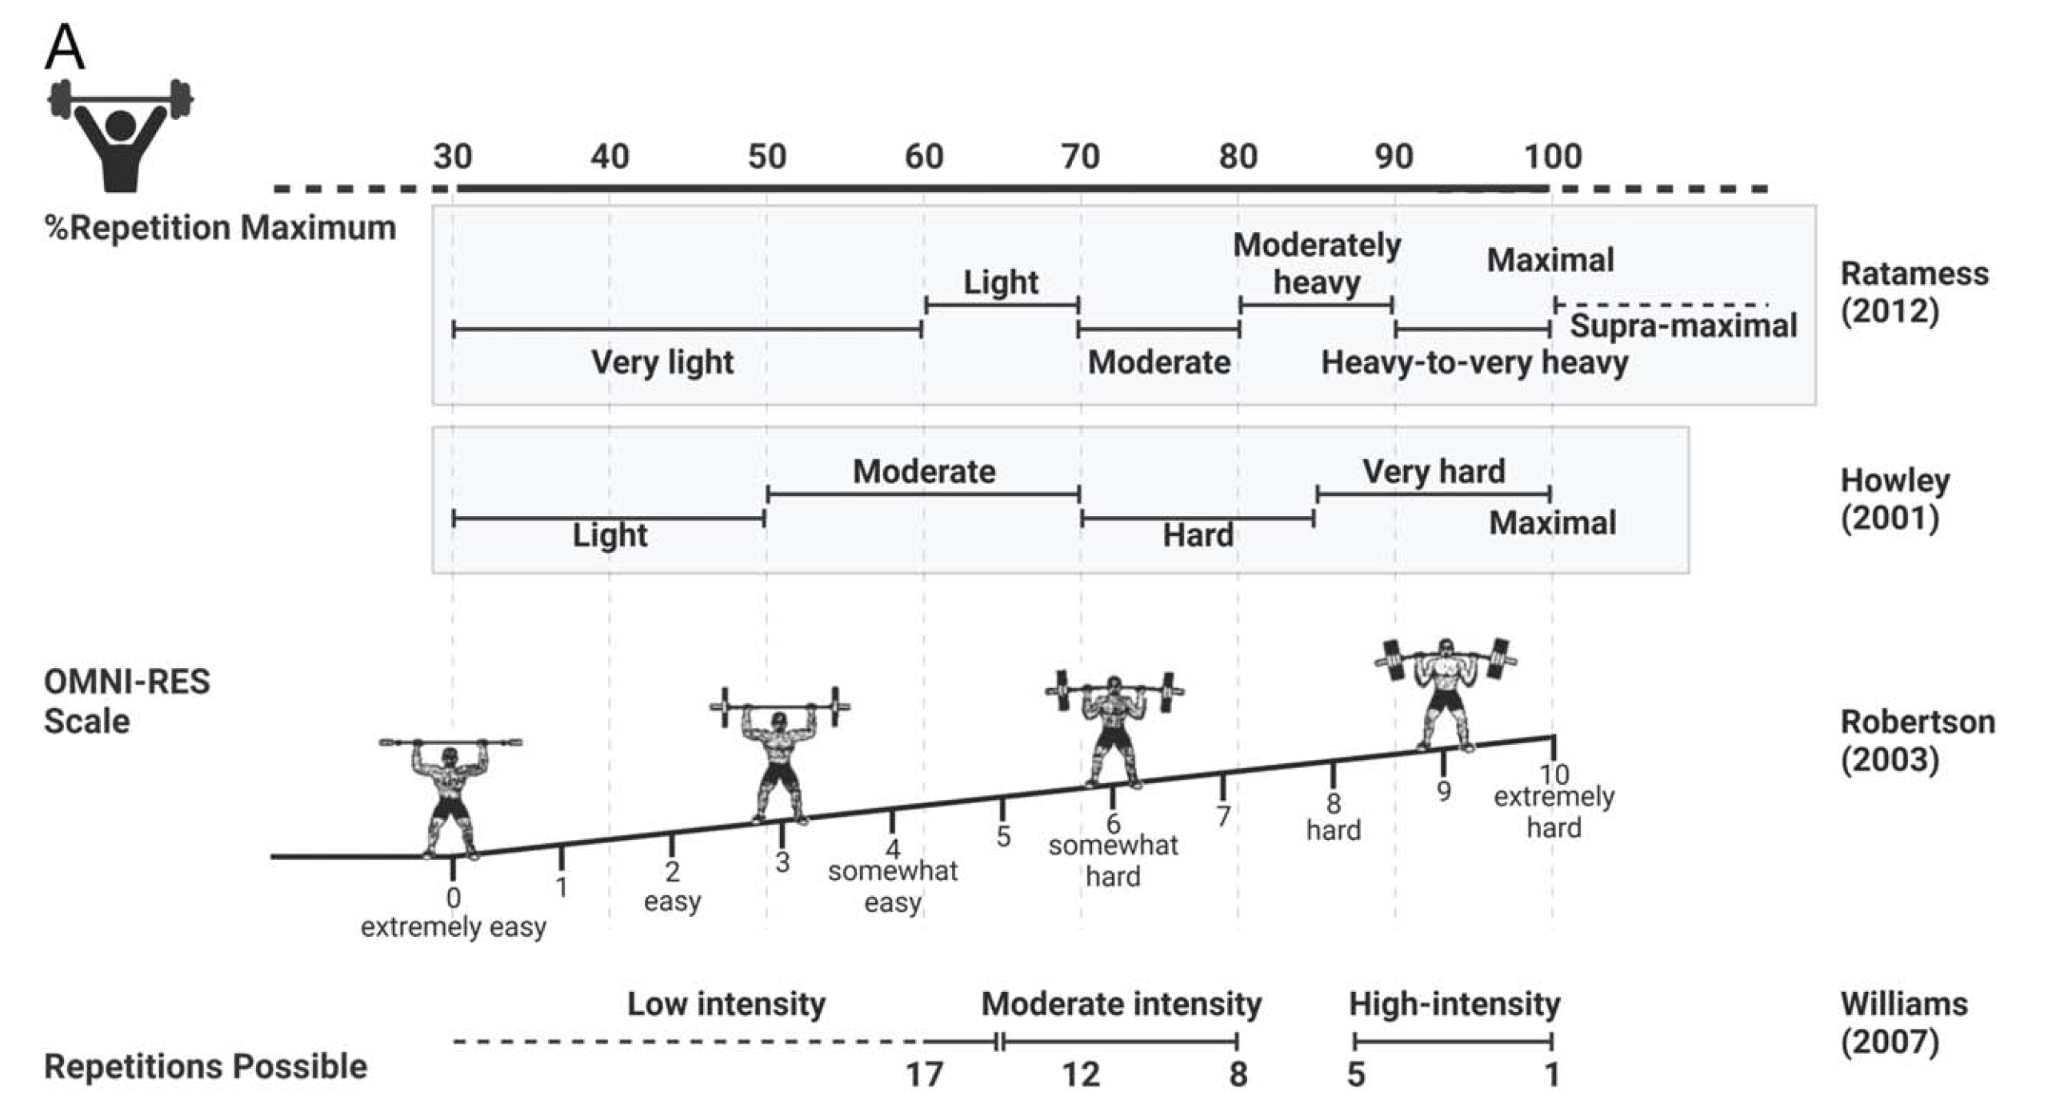 A
30 40 50 60 70 80 90 100
%Repetition Maximum
Moderately
heavy
Maximal
Light
Supra-maximal
Very light
Moderate
Heavy-to-very heavy
Ratamess
(2012)
Moderate
Very hard
Light
Hard
Maximal
Howley
(2001)
OMNI-RES
Scale
0
extremely easy
1
2
easy
3
4
somewhat
easy
5
6
somewhat
hard
7
8
hard
9
10
extremely
hard
Robertson
(2003)
Low intensity
Moderate intensity
High-intensity
Repetitions Possible
17 12 8 5 1
Williams
(2007)